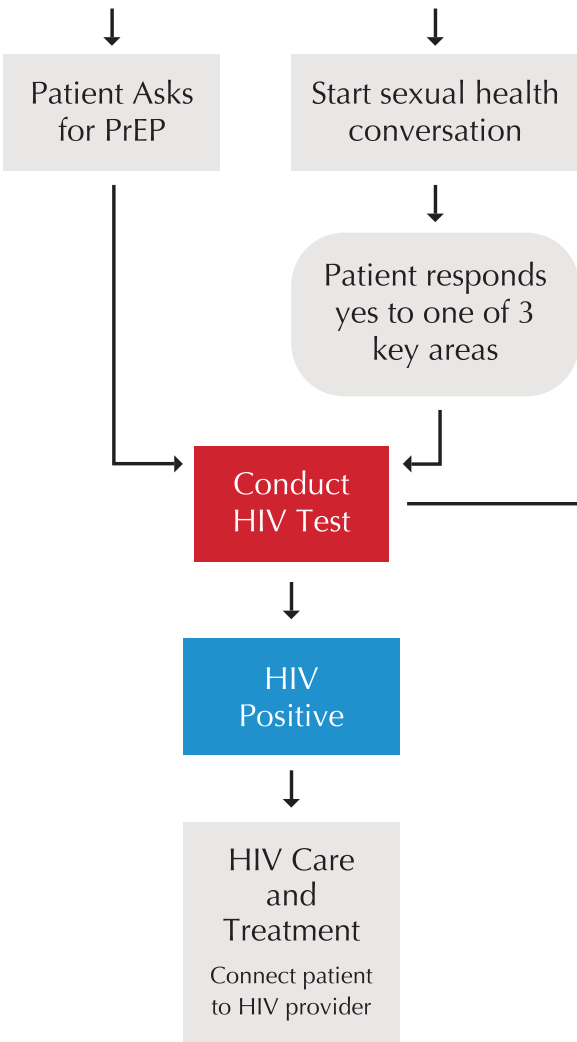 Patient Asks
for PrEP
Start sexual health
conversation
Patient responds
yes to one of 3
key areas
Conduct
HIV Test
HIV
Positive
HIV Care
and
Treatment
Connect patient
to HIV provider